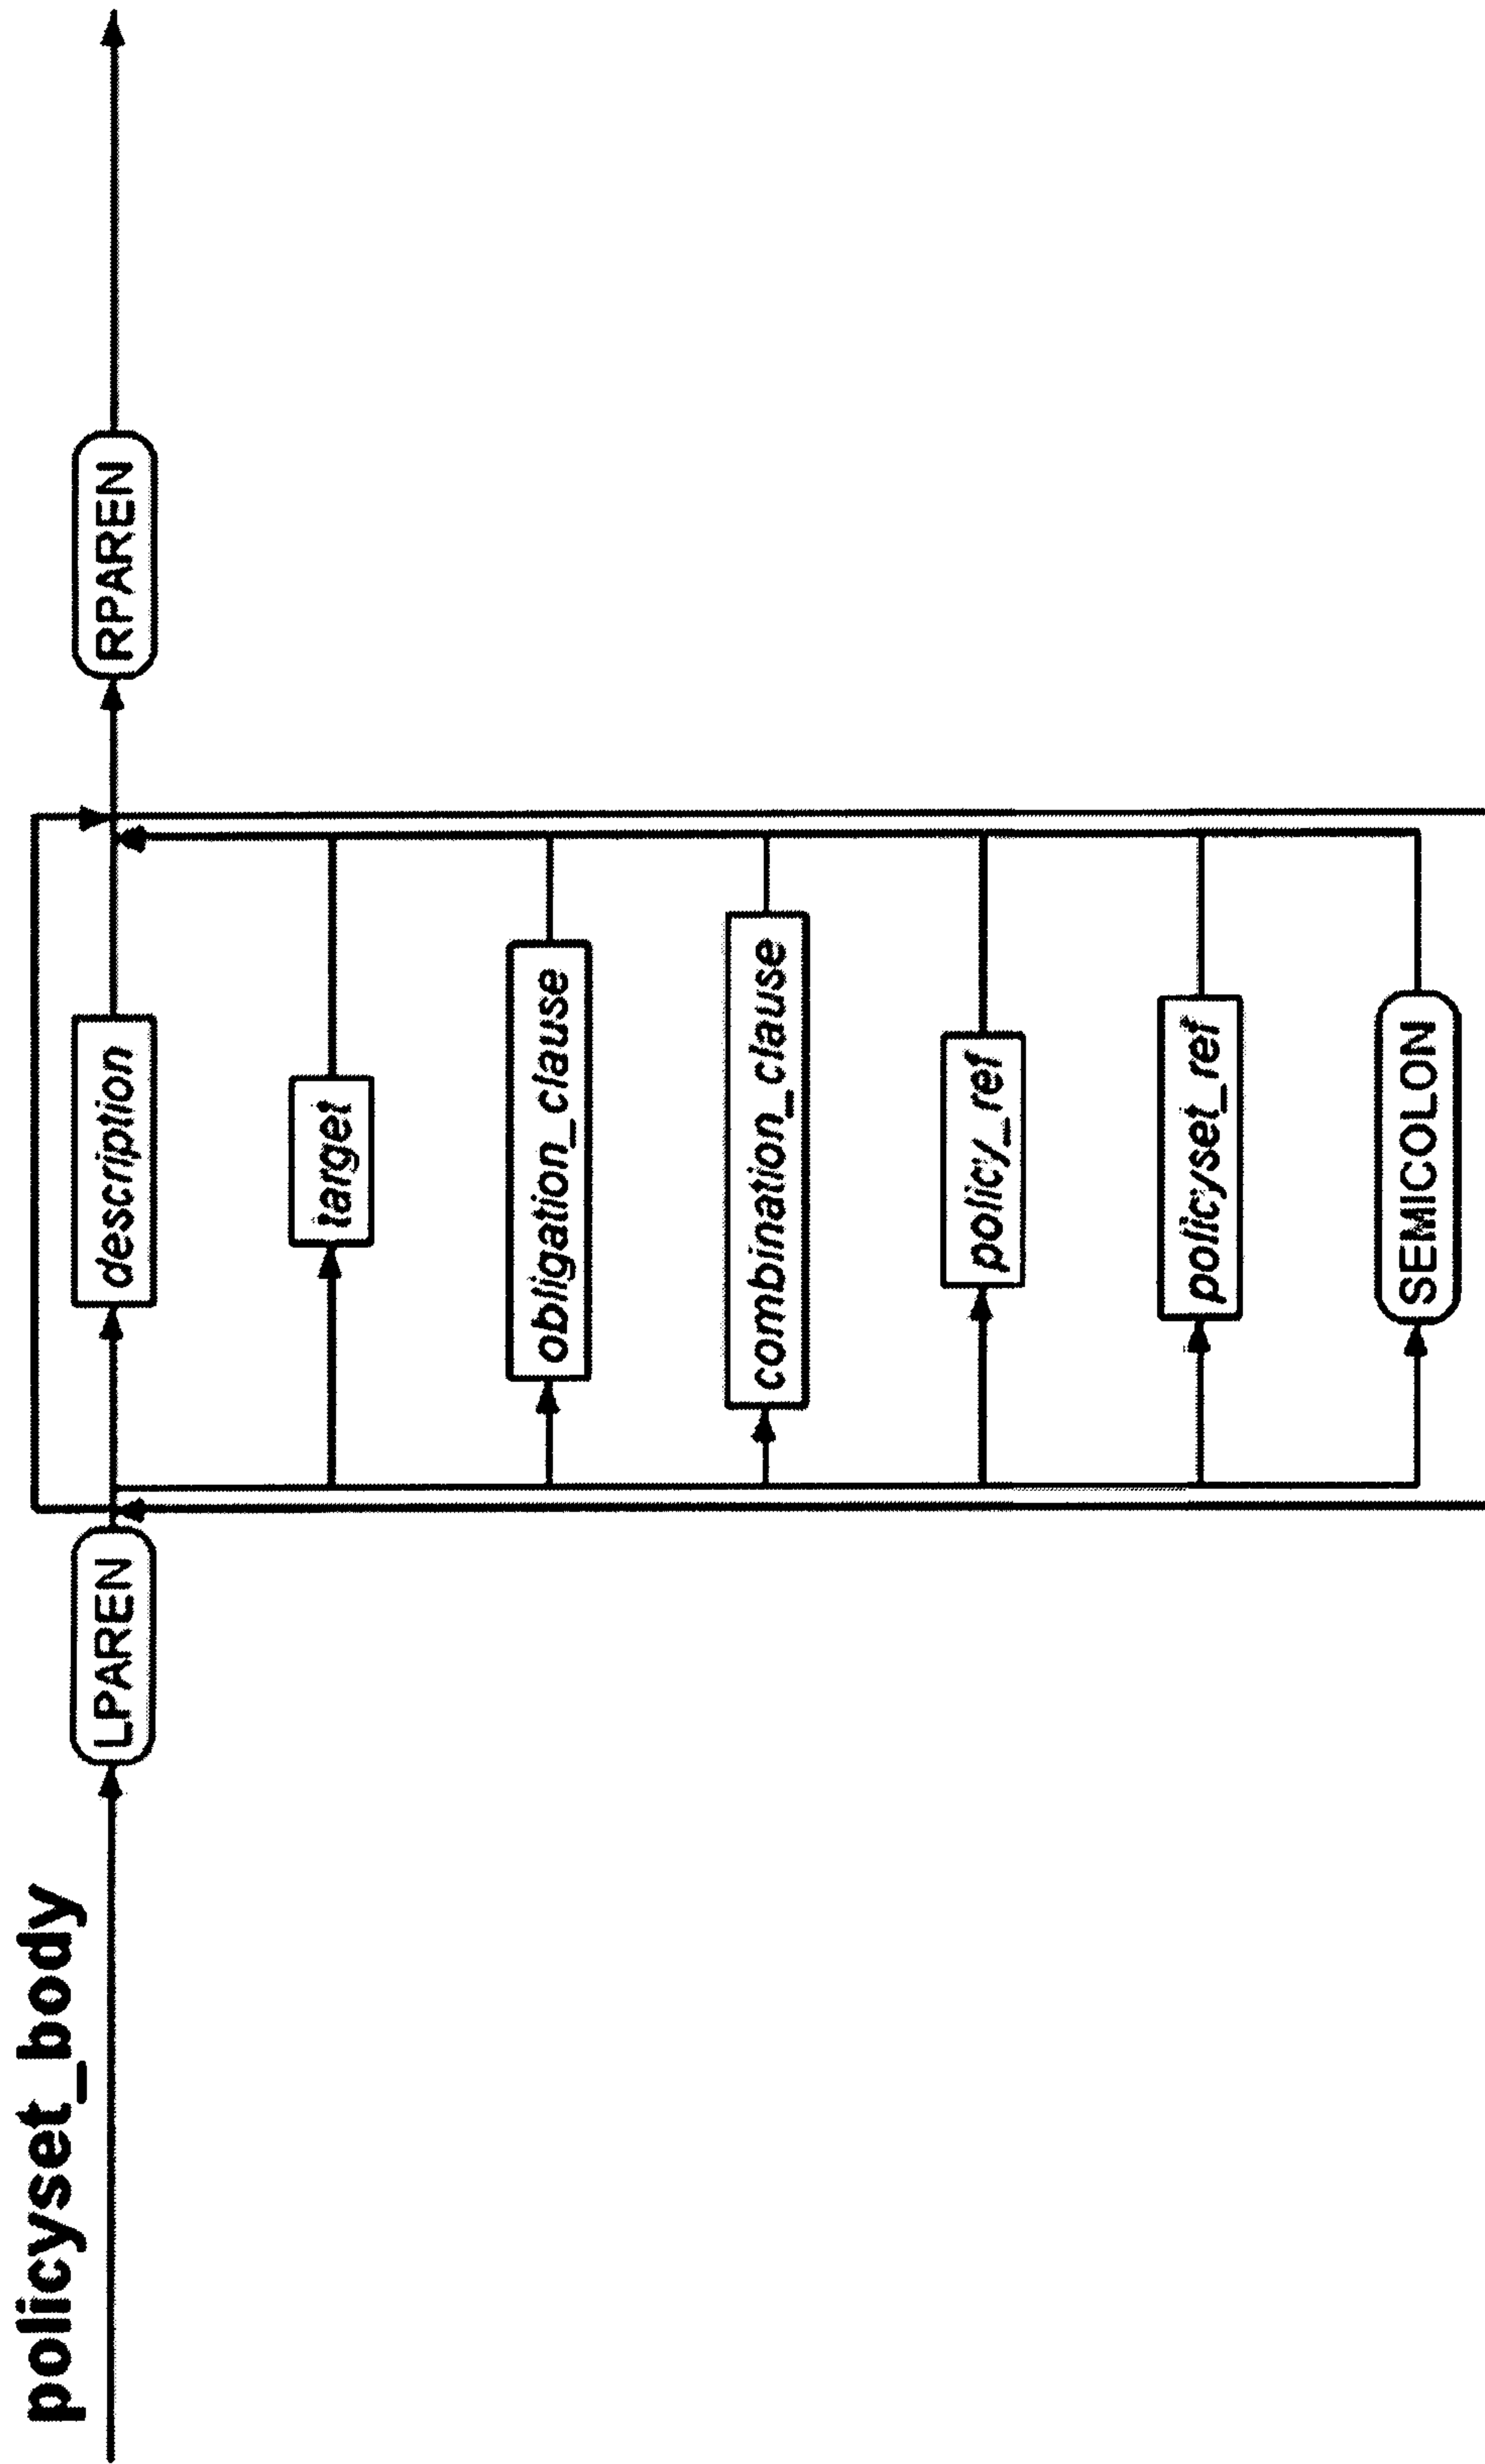 policyset_body
LPAREN
description
RPAREN
target
obligation_clause
combination_clause
policy_ref
policyset_ref
SEMICOLON